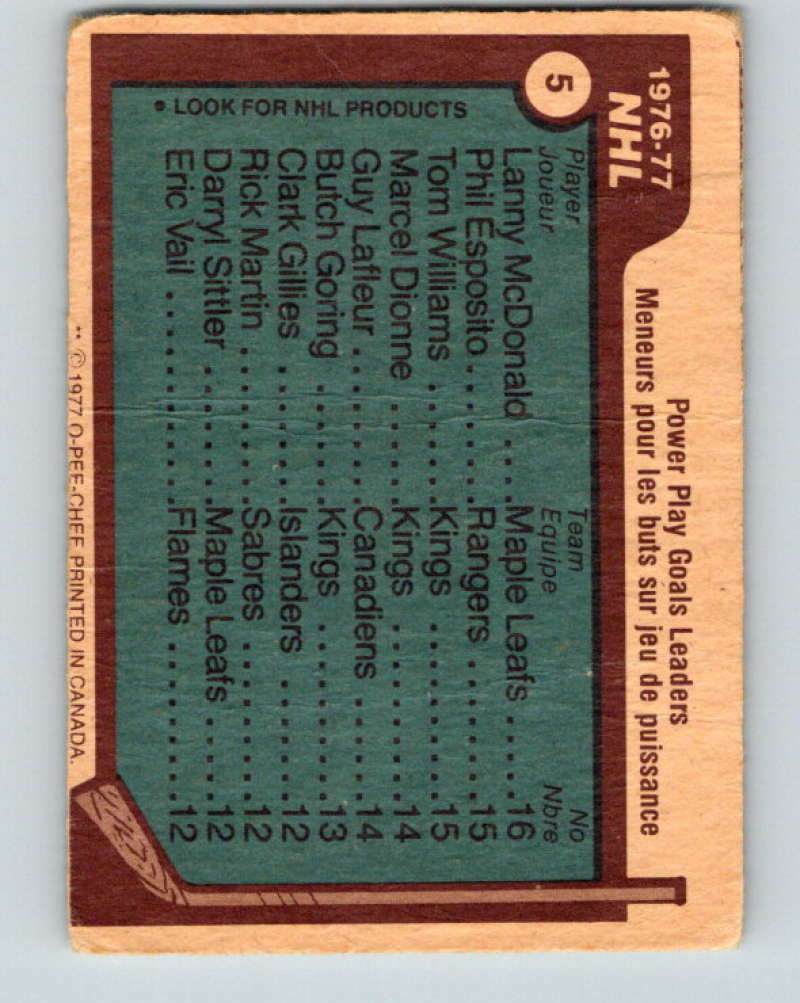 1976-77
NHL
Power Play Goals Leaders
Meneurs pour les buts sur jeu de puissance
5
Player Team No
Joueur Equipe Nbre
Lanny McDonald ....Maple Leafs .....16
Phil Esposito.......Rangers .........15
Tom Williams ......Kings ..........15
Marcel Dionne .....Kings ..........14
Guy Lafleur.........Canadiens .......14
Butch Goring .......Kings ..........13
Clark Gillies ........Islanders .......12
Rick Martin .........Sabres .........12
Darryl Sittler .......Maple Leafs .....12
Eric Vail ............Flames .........12
• LOOK FOR NHL PRODUCTS
** © 1977 O-PEE-CHEE PRINTED IN CANADA.